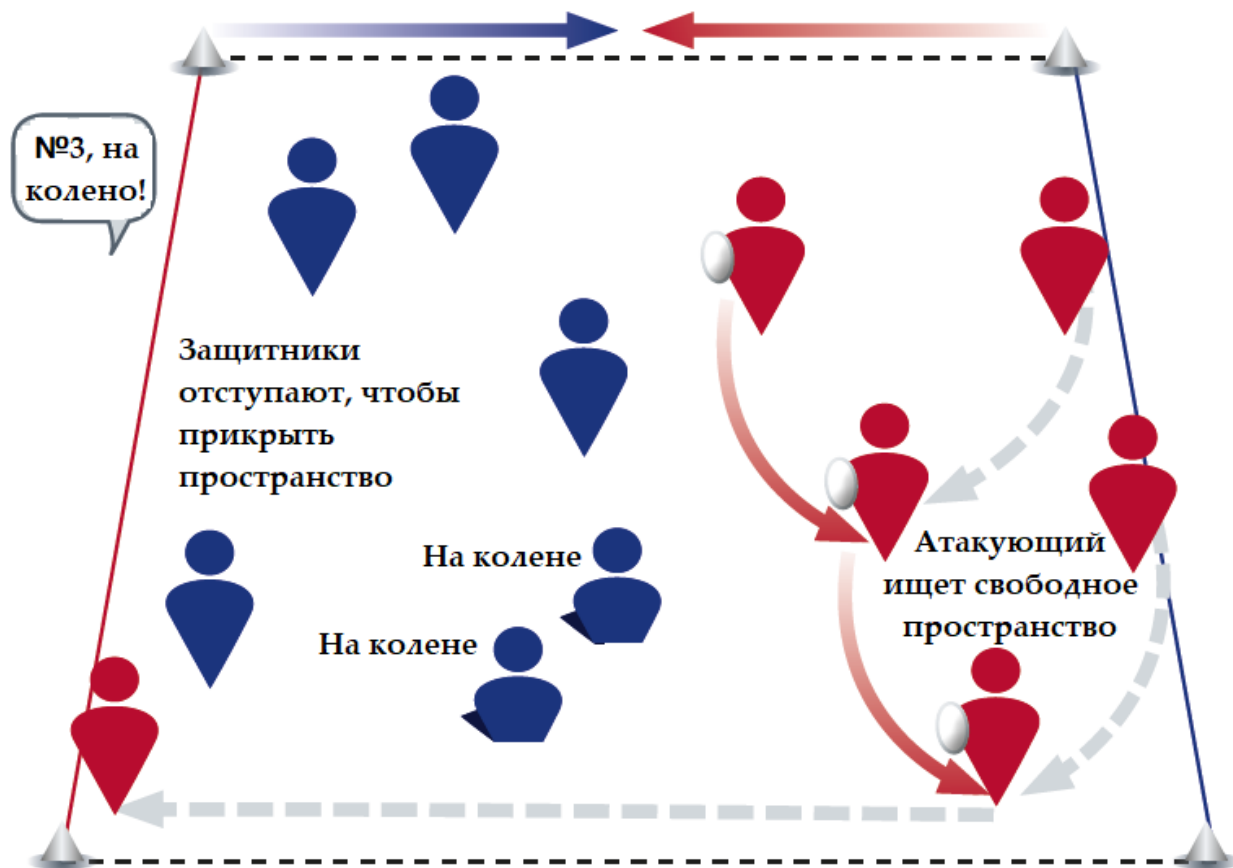 №3, на
колено!
Защитники
отступают, чтобы
прикрыть
пространство
На колене
На колене
Атакующий
ищет свободное
пространство